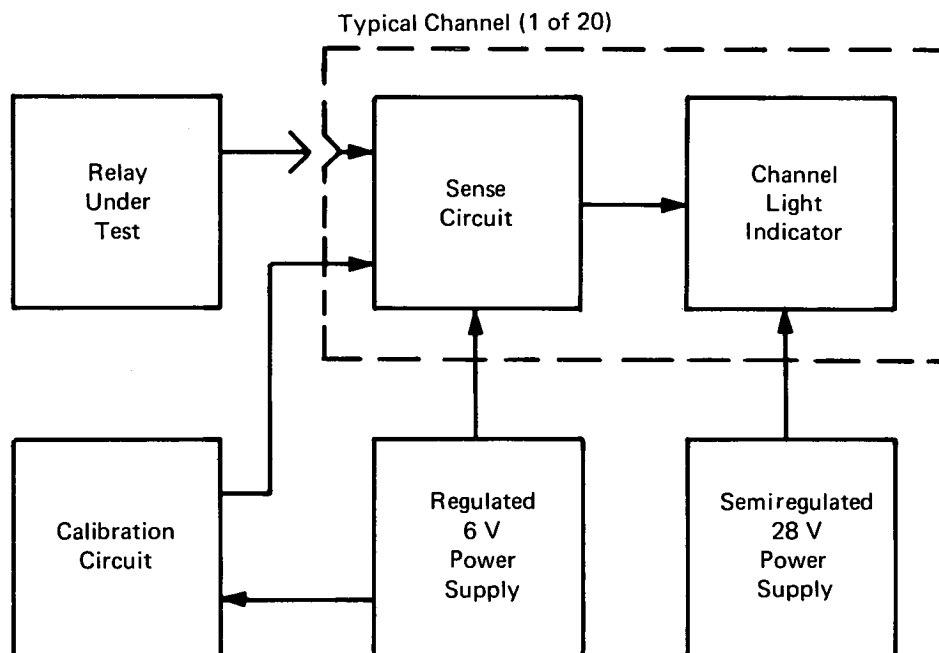 Typical Channel (1 of 20)
Relay
Under
Test
Sense
Circuit
Channel
Light
Indicator
Calibration
Circuit
Regulated
6 V
Power
Supply
Semiregulated
28 V
Power
Supply